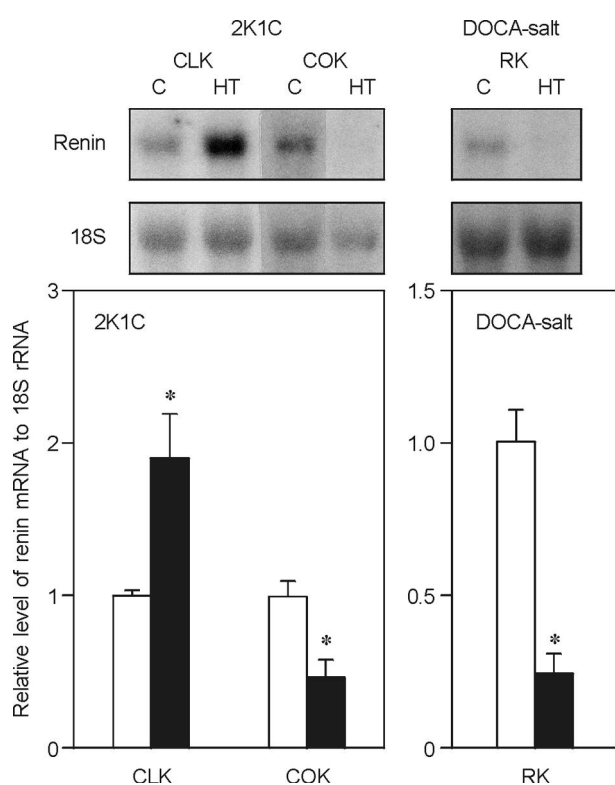 2K1C DOCA-salt
CLK COK RK
C HT C HT C HT
Renin
18S
Relative level of renin mRNA to 18S rRNA
3
2
1
0
2K1C
*
*
CLK COK
1.5
1.0
0.5
0
DOCA-salt
*
RK